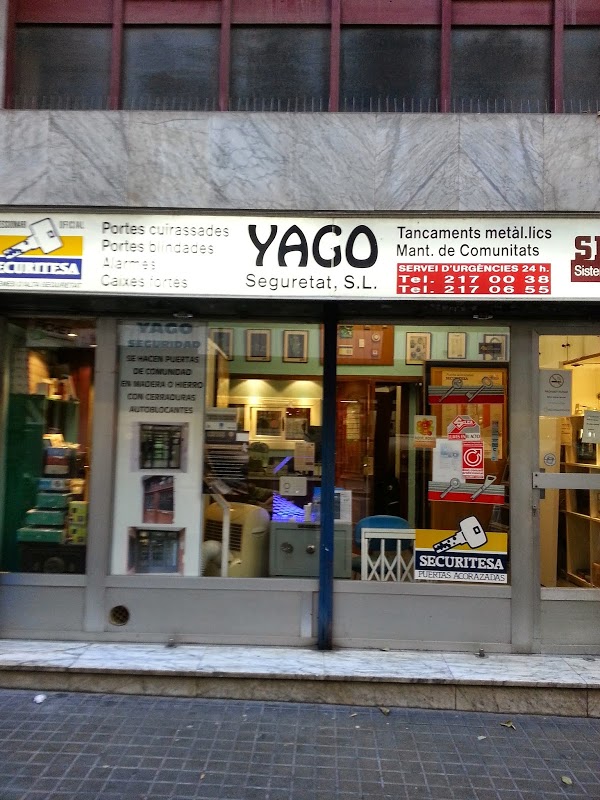 OFICIAL
SECURITESA
Portes cuirassades
Portes blindades
Alarmes
Caixes fortes
YAGO
Seguretat, S.L.
Tancaments metàl.lics
Mant. de Comunitats
SERVEI D'URGÈNCIES 24 h.
Tel. 217 00 38
Tel. 217 06 55
YAGO
SEGURIDAD
SE HACEN PUERTAS
DE COMUNIDAD
EN MADERA O HIERRO
CON CERRADURAS
AUTOBLOCANTES
SECURITESA
PUERTAS ACORAZADAS